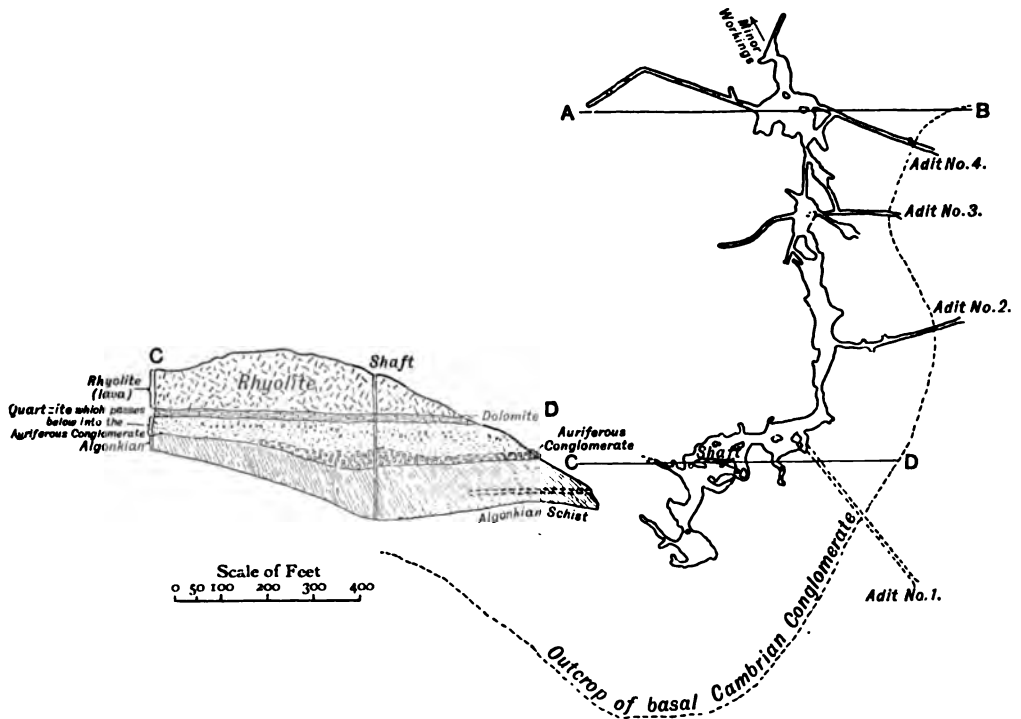 Minor
Workings
A
B
Adit No. 4.
Adit No. 3.
Adit No. 2.
C
Shaft
Rhyolite
(lava)
Rhyolite
Quartzite which passes
below into the
Auriferous Conglomerate
Algonkian
Dolomite
D
Auriferous
Conglomerate
C
Shaft
D
Algonkian Schist
Scale of Feet
0 50 100 200 300 400
Adit No. 1.
Outcrop of basal Cambrian Conglomerate